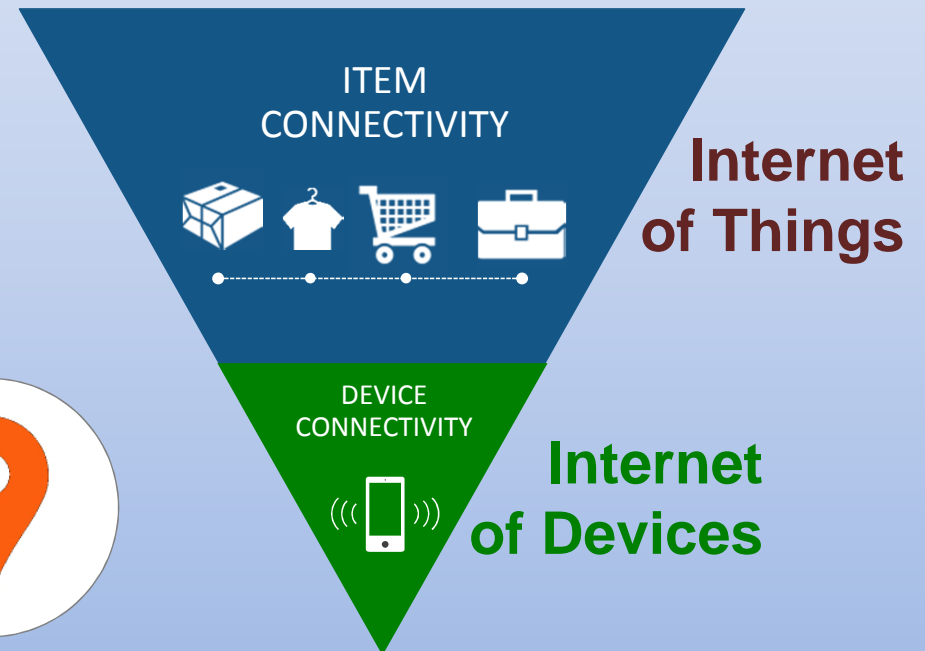 ITEM
CONNECTIVITY
Internet
of Things
DEVICE
CONNECTIVITY
Internet
of Devices